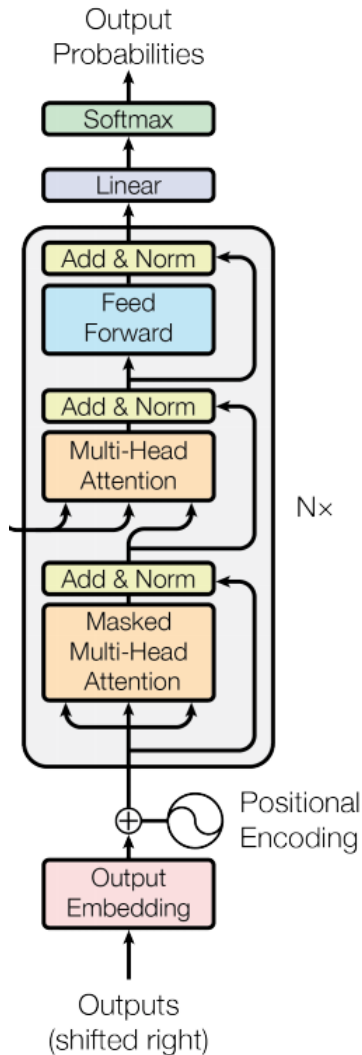 Output
Probabilities
Softmax
Linear
Add & Norm
Feed
Forward
Add & Norm
Multi-Head
Attention
N×
Add & Norm
Masked
Multi-Head
Attention
Positional
Encoding
Output
Embedding
Outputs
(shifted right)